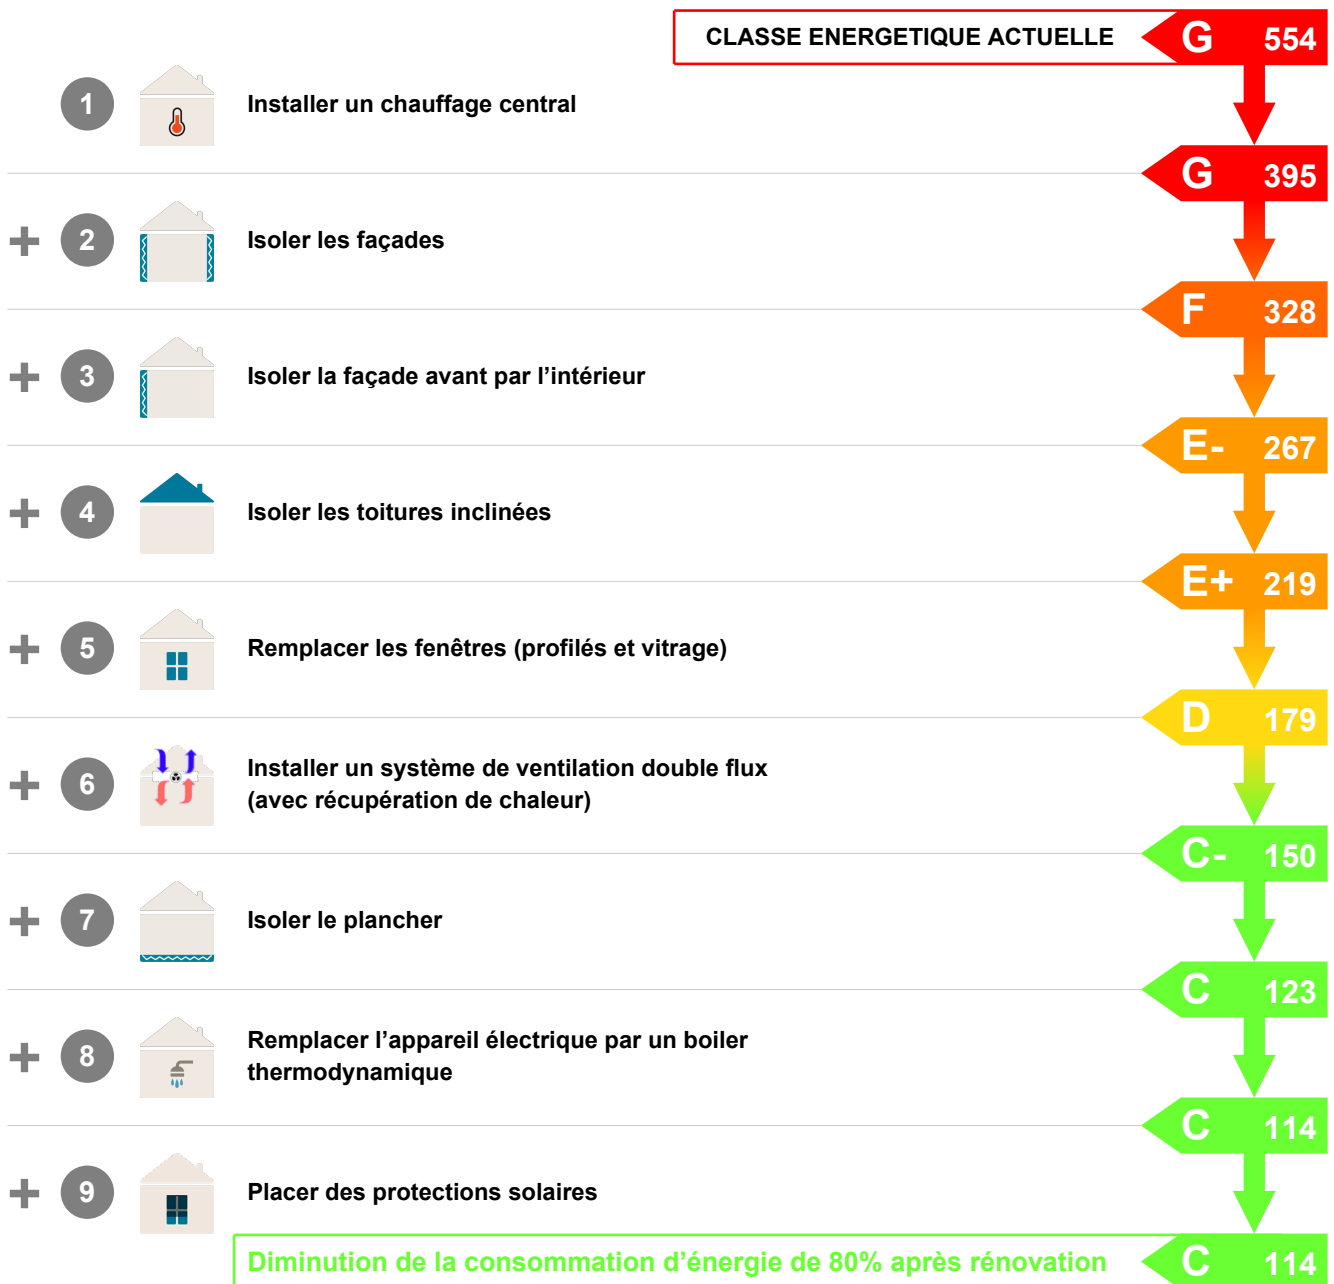 CLASSE ENERGETIQUE ACTUELLE G 554
1 Installer un chauffage central
G 395
+ 2 Isoler les façades
F 328
+ 3 Isoler la façade avant par l’intérieur
E- 267
+ 4 Isoler les toitures inclinées
E+ 219
+ 5 Remplacer les fenêtres (profilés et vitrage)
D 179
+ 6 Installer un système de ventilation double flux
(avec récupération de chaleur)
C- 150
+ 7 Isoler le plancher
C 123
+ 8 Remplacer l’appareil électrique par un boiler
thermodynamique
C 114
+ 9 Placer des protections solaires
Diminution de la consommation d’énergie de 80% après rénovation C 114